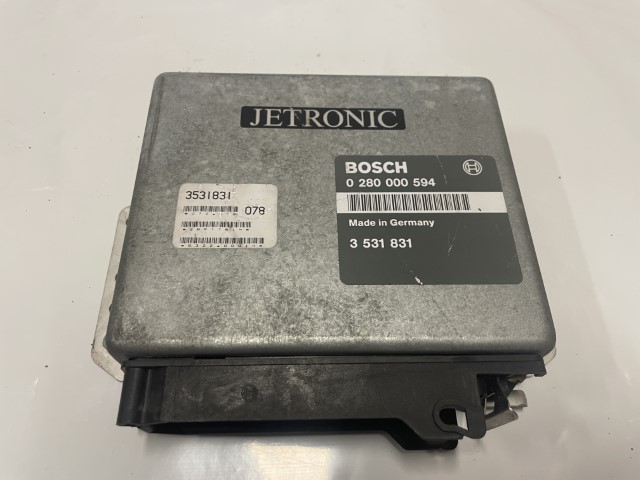 JETRONIC
BOSCH
0 280 000 594
Made in Germany
3 531 831
3531831
078